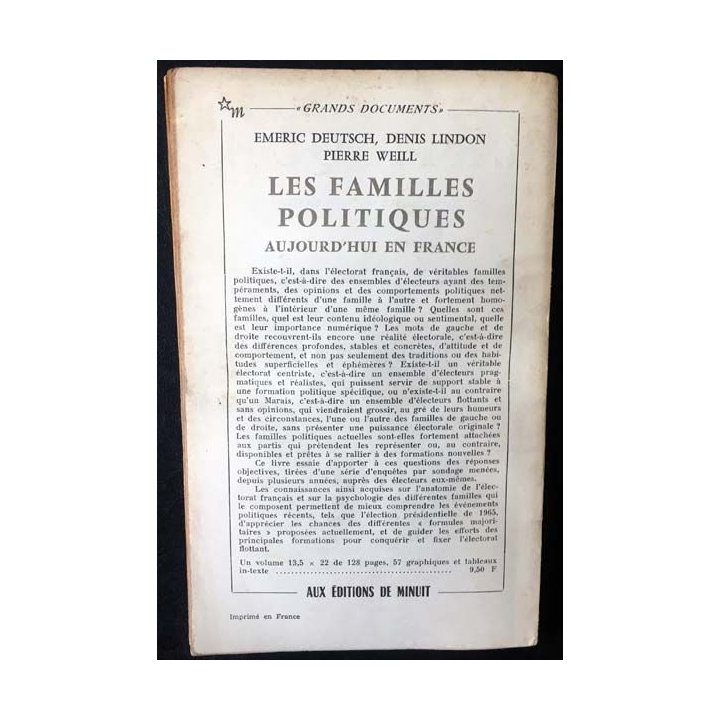 m
« GRANDS DOCUMENTS »
EMERIC DEUTSCH, DENIS LINDON
PIERRE WEILL
LES FAMILLES
POLITIQUES
AUJOURD'HUI EN FRANCE
Existe-t-il, dans l'électorat français, de véritables familles
politiques, c'est-à-dire des ensembles d'électeurs ayant des tem-
péraments, des opinions et des comportements politiques net-
tement différents d'une famille à l'autre et fortement homo-
gènes à l'intérieur d'une même famille ? Quelles sont ces
familles, quel est leur contenu idéologique ou sentimental, quelle
est leur importance numérique ? Les mots de gauche et de
droite recouvrent-ils encore une réalité électorale, c'est-à-dire
des différences profondes, stables et concrètes, d'attitude et de
comportement, et non pas seulement des traditions ou des habi-
tudes superficielles et éphémères ? Existe-t-il un véritable
électorat centriste, c'est-à-dire un ensemble d'électeurs prag-
matiques et réalistes, qui puissent servir de support stable à
une formation politique spécifique, ou n'existe-t-il au contraire
qu'un Marais, c'est-à-dire un ensemble d'électeurs flottants et
sans opinions, qui viendraient grossir, au gré de leurs humeurs
et des circonstances, l'une ou l'autre des familles de gauche ou
de droite, sans présenter une puissance électorale originale ?
Les familles politiques actuelles sont-elles fortement attachées
aux partis qui prétendent les représenter ou, au contraire,
disponibles et prêtes à se rallier à des formations nouvelles ?
Ce livre essaie d'apporter à ces questions des réponses
objectives, tirées d'une série d'enquêtes par sondage menées,
depuis plusieurs années, auprès des électeurs eux-mêmes.
Les connaissances ainsi acquises sur l'anatomie de l'élec-
torat français et sur la psychologie des différentes familles qui
le composent permettent de mieux comprendre les événements
politiques récents, tels que l'élection présidentielle de 1965,
d'apprécier les chances des différentes « formules majori-
taires » proposées actuellement, et de guider les efforts des
principales formations pour conquérir et fixer l'électorat
flottant.
Un volume 13,5 × 22 de 128 pages, 57 graphiques et tableaux
in-texte ........................................ 9,50 F
AUX ÉDITIONS DE MINUIT
Imprimé en France